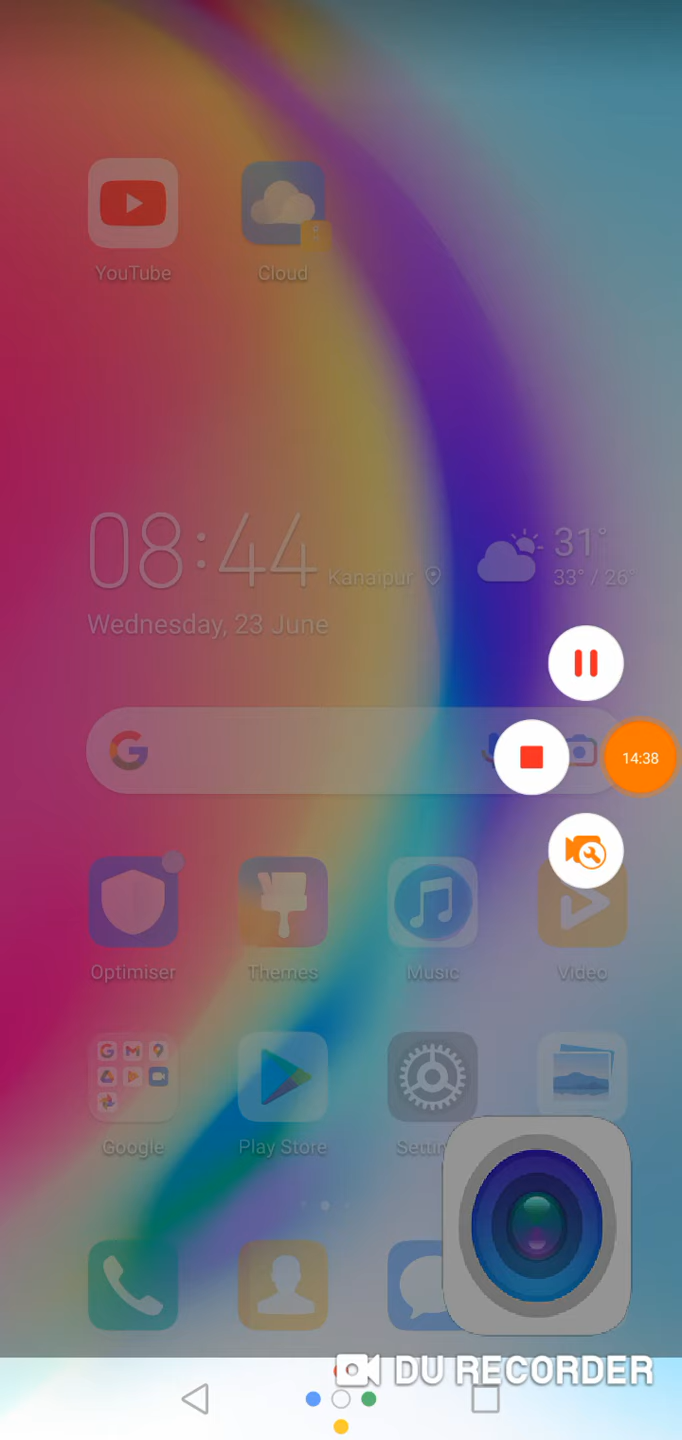 YouTube
Cloud
08:44
Kanaipur
31°
33° / 26°
Wednesday, 23 June
14:38
Optimiser
Themes
Music
Video
Google
Play Store
DU RECORDER